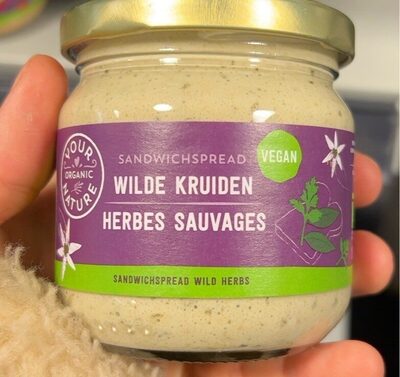 YOUR
ORGANIC
NATURE
SANDWICHSPREAD
VEGAN
WILDE KRUIDEN
HERBES SAUVAGES
SANDWICHSPREAD WILD HERBS